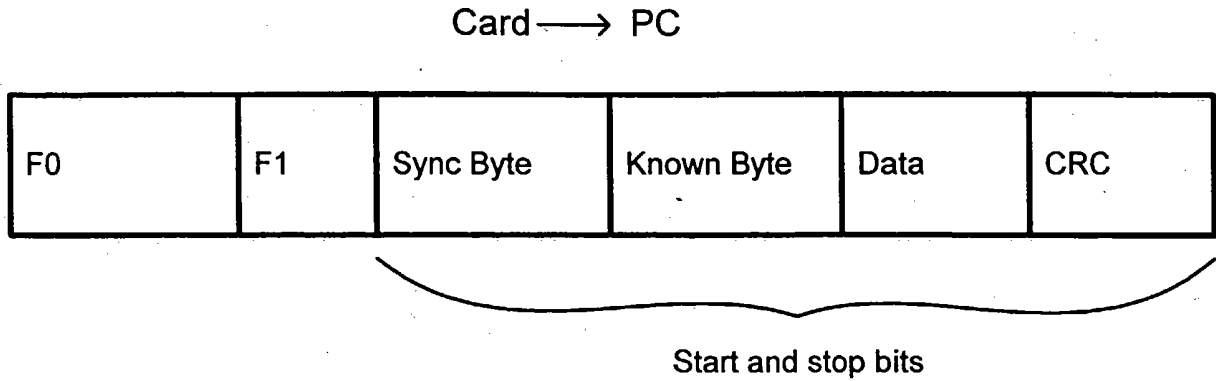 Card → PC
F0 F1 Sync Byte Known Byte Data CRC
Start and stop bits